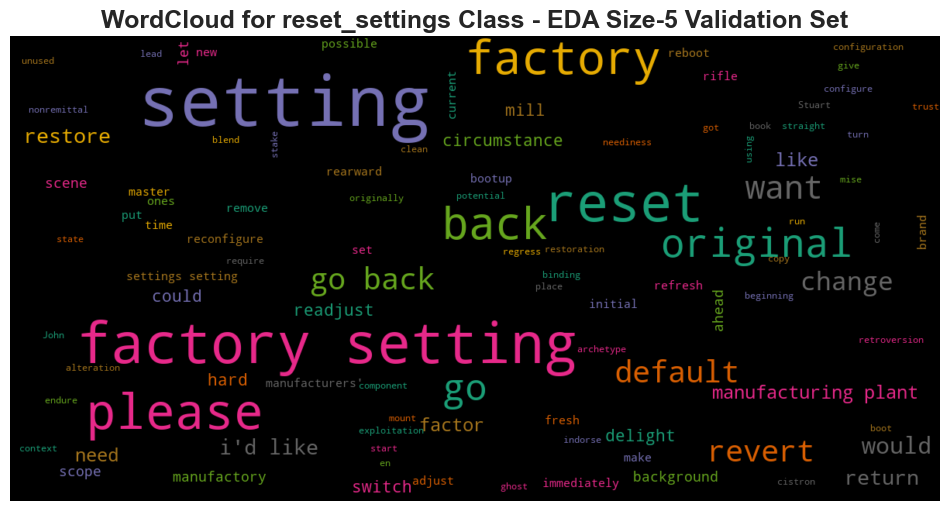 WordCloud for reset_settings Class - EDA Size-5 Validation Set
unused
lead
let
new
possible
factory
reboot
configuration
give
rifle
configure
setting
current
nonremittal
mill
Stuart
trust
restore
blend
stake
clean
circumstance
neediness
got
book
straight
turn
using
like
scene
master
ones
rearward
originally
bootup
potential
reset
want
mise
put
time
remove
back
run
state
reconfigure
require
set
regress
restoration
original
copy
come
brand
settings setting
could
go back
binding
place
refresh
change
beginning
readjust
initial
ahead
John
factory setting
archetype
retroversion
alteration
hard
manufacturers'
component
default
endure
please
go
manufacturing plant
mount
exploitation
factor
fresh
boot
context
need
i'd like
start
indorse
delight
revert
would
scope
en
make
manufactory
switch
adjust
ghost
immediately
background
cistron
return